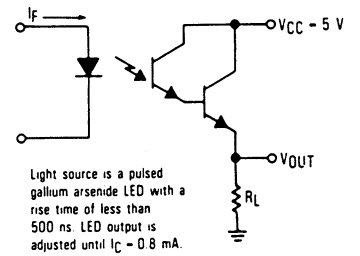 IF
VCC – 5 V
VOUT
RL
Light source is a pulsed
gallium arsenide LED with a
rise time of less than
500 ns. LED output is
adjusted until IC – 0.8 mA.